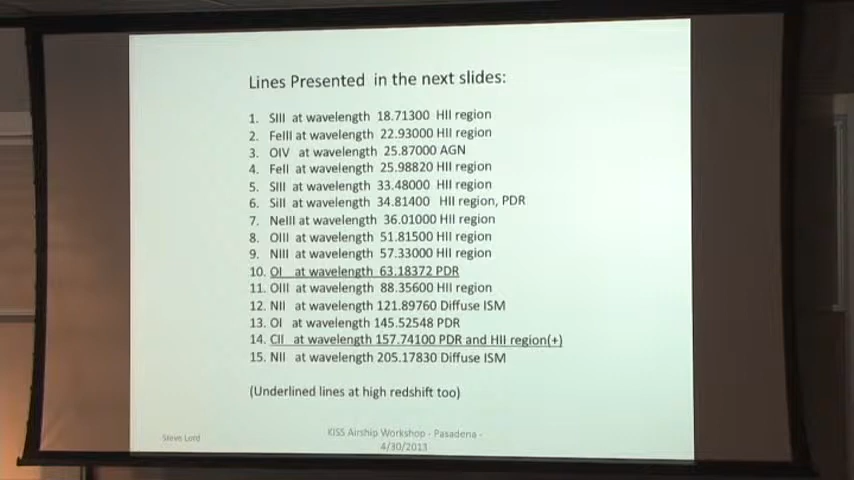 Lines Presented in the next slides:
1. SIII at wavelength 18.71300 HII region
2. FeIII at wavelength 22.93000 HII region
3. OIV at wavelength 25.87000 AGN
4. FeII at wavelength 25.98820 HII region
5. SIII at wavelength 33.48000 HII region
6. SiII at wavelength 34.81400 HII region, PDR
7. NeIII at wavelength 36.01000 HII region
8. OIII at wavelength 51.81500 HII region
9. NIII at wavelength 57.33000 HII region
10. OI at wavelength 63.18372 PDR
11. OIII at wavelength 88.35600 HII region
12. NII at wavelength 121.89760 Diffuse ISM
13. OI at wavelength 145.52548 PDR
14. CII at wavelength 157.74100 PDR and HII region(+)
15. NII at wavelength 205.17830 Diffuse ISM
(Underlined lines at high redshift too)
Steve Lord
KISS Airship Workshop - Pasadena -
4/30/2013